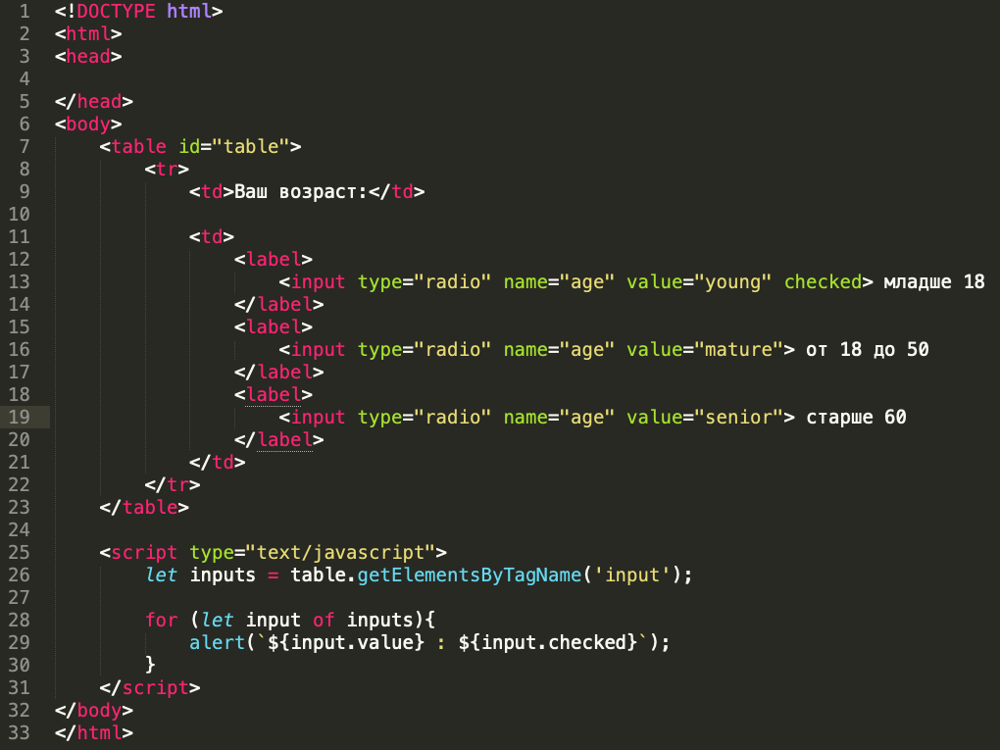 1 <!DOCTYPE html>
2 <html>
3 <head>
4
5 </head>
6 <body>
7 <table id="table">
8 <tr>
9 <td>Ваш возраст:</td>
10
11 <td>
12 <label>
13 <input type="radio" name="age" value="young" checked> младше 18
14 </label>
15 <label>
16 <input type="radio" name="age" value="mature"> от 18 до 50
17 </label>
18 <label>
19 <input type="radio" name="age" value="senior"> старше 60
20 </label>
21 </td>
22 </tr>
23 </table>
24
25 <script type="text/javascript">
26 let inputs = table.getElementsByTagName('input');
27
28 for (let input of inputs){
29 alert(`${input.value} : ${input.checked}`);
30 }
31 </script>
32 </body>
33 </html>